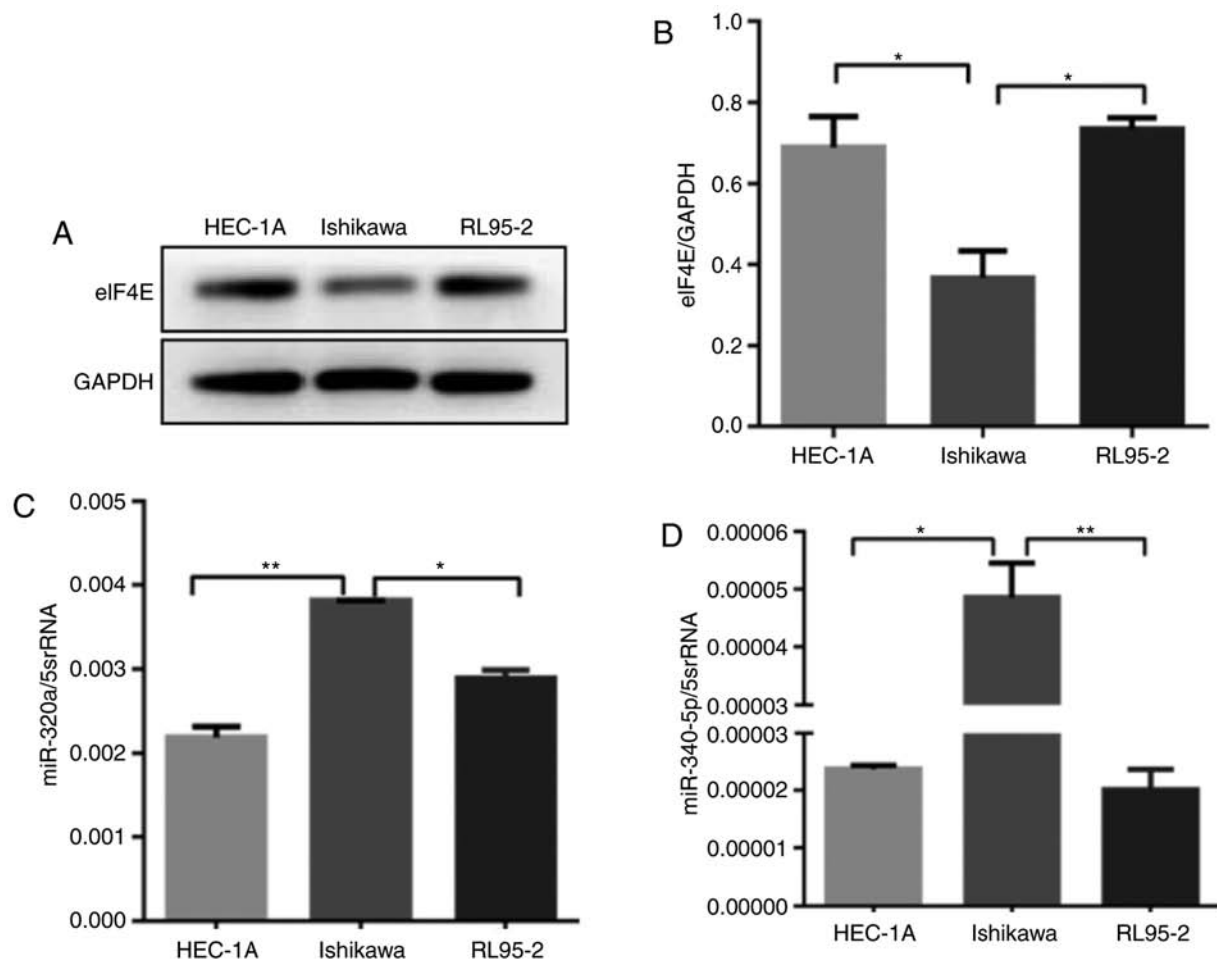 A
HEC-1A Ishikawa RL95-2
eIF4E
GAPDH
B
eIF4E/GAPDH
1.0
0.8
0.6
0.4
0.2
0.0
*
*
HEC-1A Ishikawa RL95-2
C
miR-320a/5srRNA
0.005
0.004
0.003
0.002
0.001
0.000
**
*
HEC-1A Ishikawa RL95-2
D
miR-340-5p/5srRNA
0.00006
0.00005
0.00004
0.00003
0.00003
0.00002
0.00001
0.00000
*
**
HEC-1A Ishikawa RL95-2